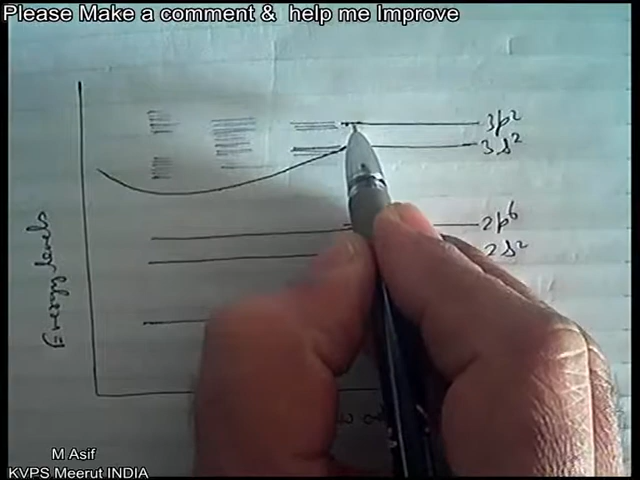 Please Make a comment & help me Improve
3p²
3s²
2p⁶
2s²
Energy levels
M Asif
KVPS Meerut INDIA